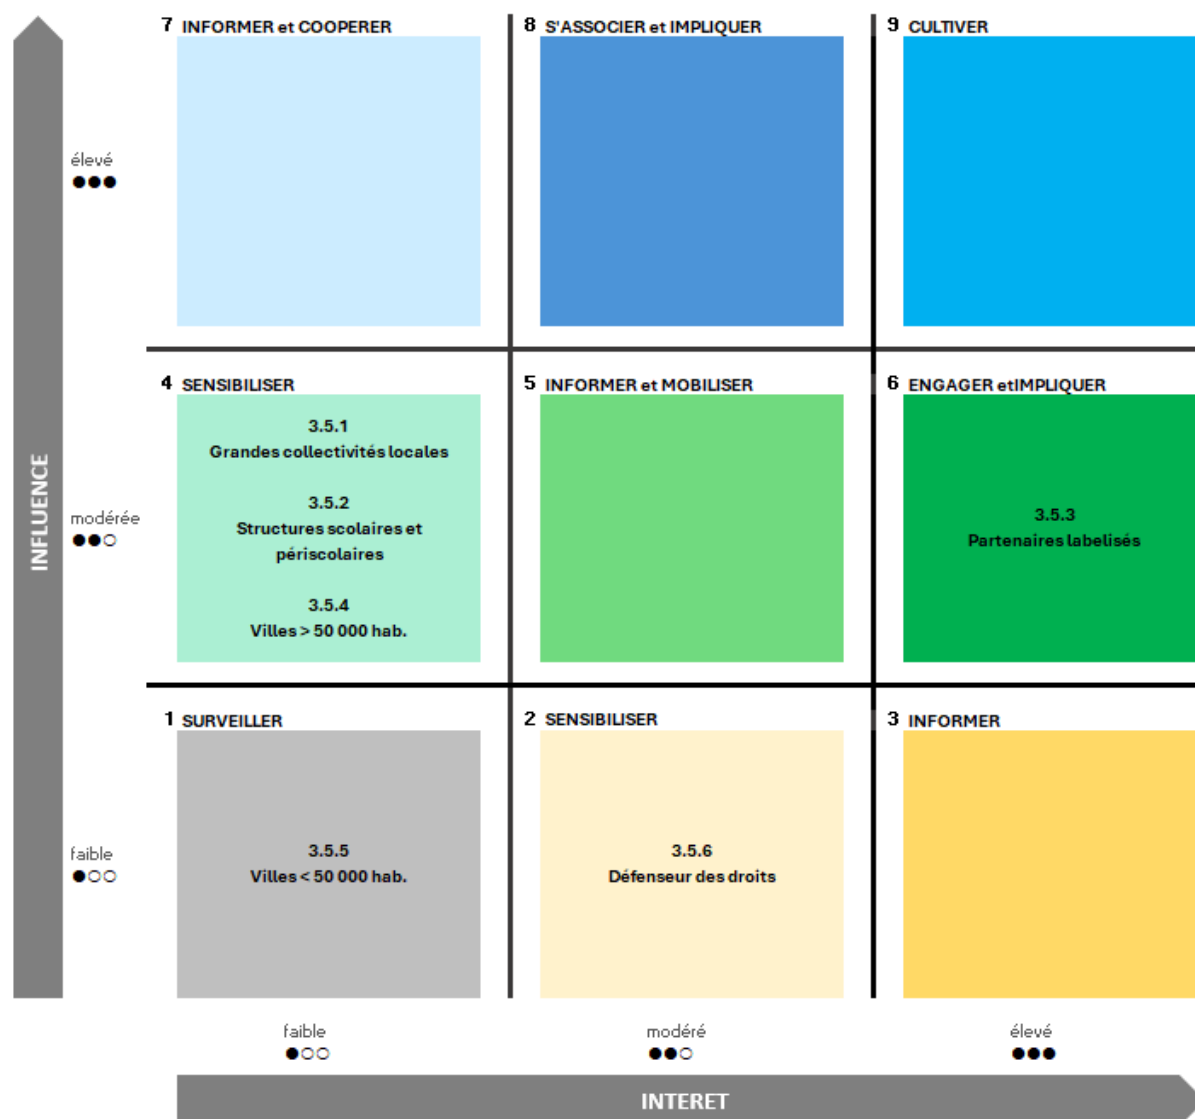 7 INFORMER et COOPERER
8 S'ASSOCIER et IMPLIQUER
9 CULTIVER
élevé
●●●
4 SENSIBILISER
5 INFORMER et MOBILISER
6 ENGAGER etIMPLIQUER
INFLUENCE
modérée
●●○
3.5.1
Grandes collectivités locales
3.5.2
Structures scolaires et
périscolaires
3.5.4
Villes > 50 000 hab.
3.5.3
Partenaires labelisés
1 SURVEILLER
2 SENSIBILISER
3 INFORMER
faible
●○○
3.5.5
Villes < 50 000 hab.
3.5.6
Défenseur des droits
faible
●○○
modéré
●●○
élevé
●●●
INTERET